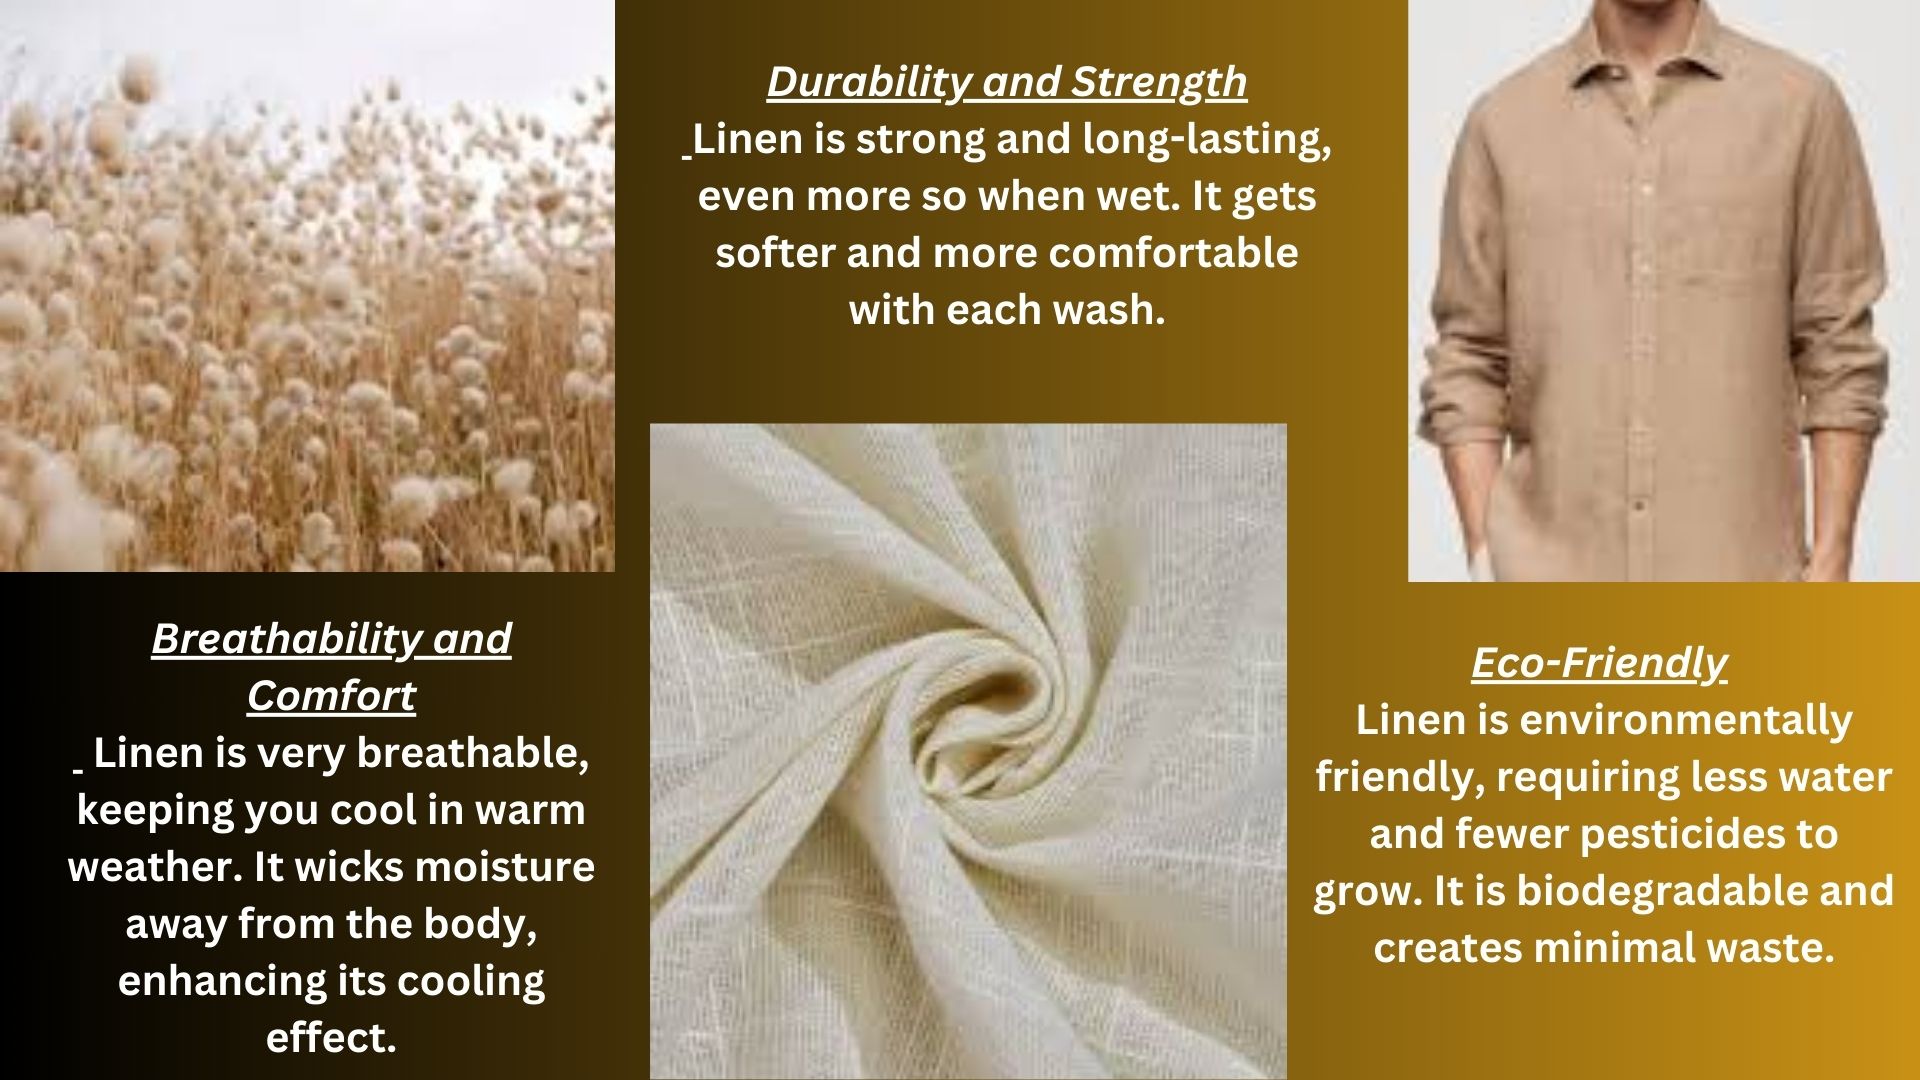 Durability and Strength
Linen is strong and long-lasting,
even more so when wet. It gets
softer and more comfortable
with each wash.
Breathability and
Comfort
Linen is very breathable,
keeping you cool in warm
weather. It wicks moisture
away from the body,
enhancing its cooling
effect.
Eco-Friendly
Linen is environmentally
friendly, requiring less water
and fewer pesticides to
grow. It is biodegradable and
creates minimal waste.